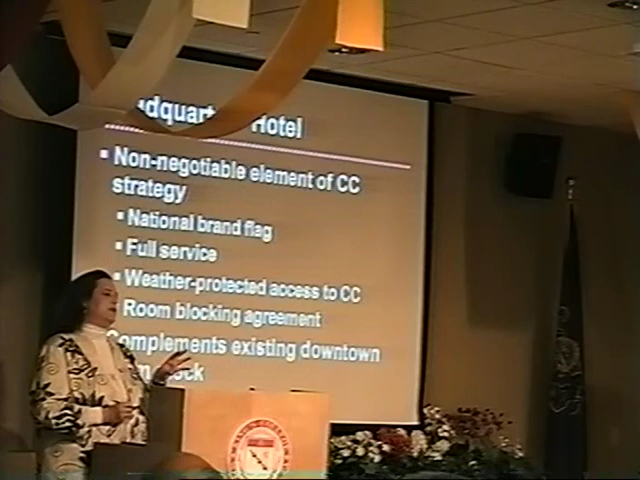 Hotel
▪ Non-negotiable element of CC
strategy
▪ National brand flag
▪ Full service
▪ Weather-protected access to CC
Room blocking agreement
omplements existing downtown